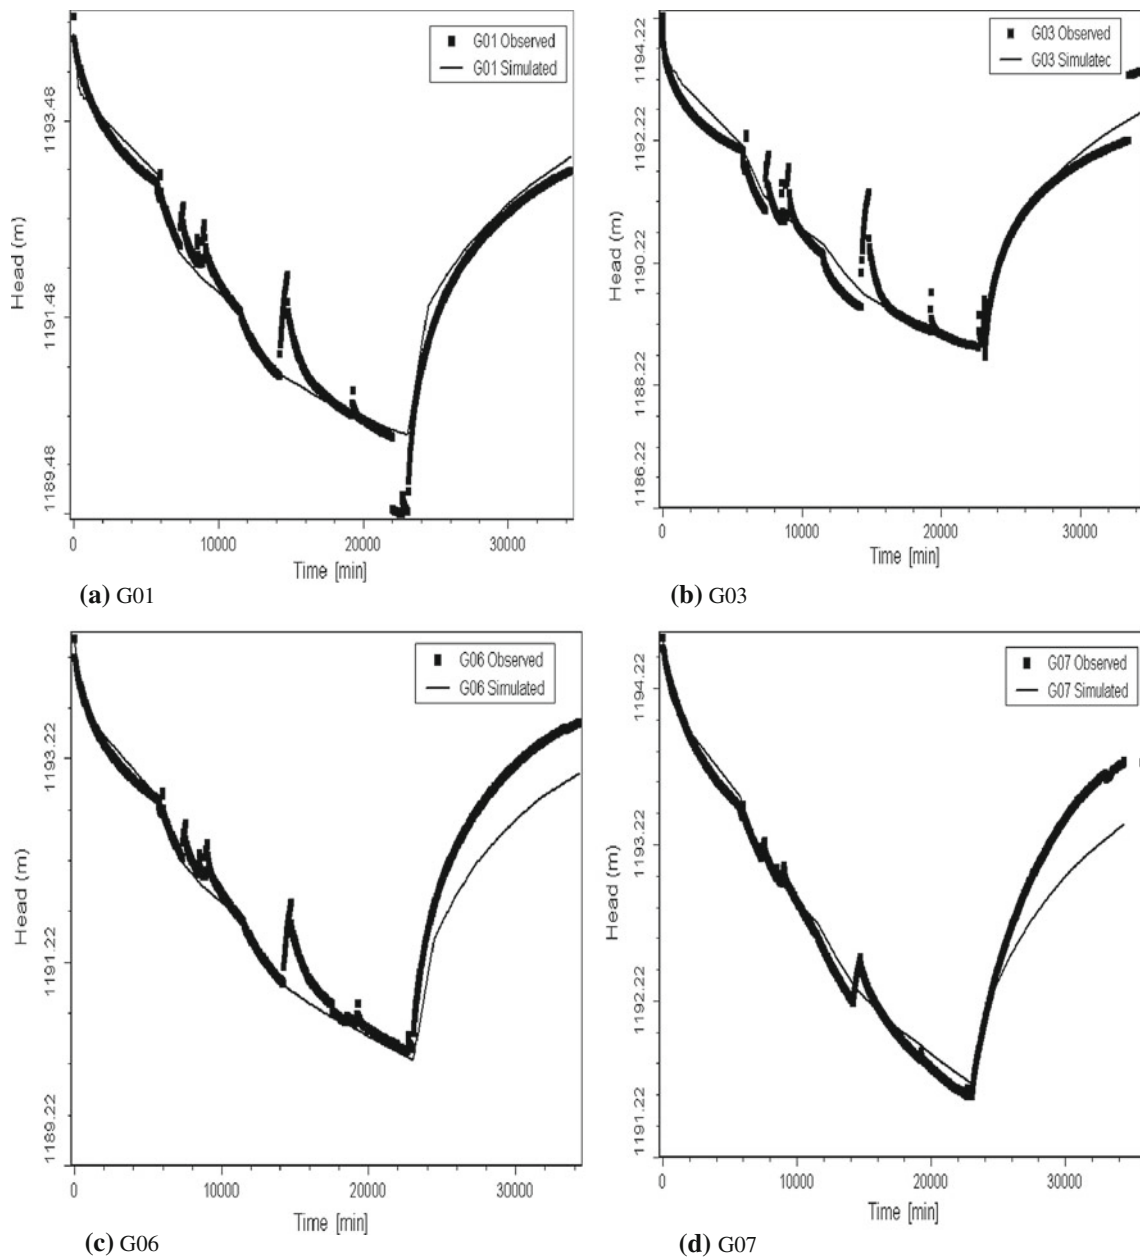 G01 Observed
G01 Simulated
Head (m)
1193.48
1191.48
1189.48
0 10000 20000 30000
Time [min]
(a) G01
G03 Observed
G03 Simulatec
Head (m)
1194.22
1192.22
1190.22
1188.22
1186.22
0 10000 20000 30000
Time [min]
(b) G03
G06 Observed
G06 Simulated
Head (m)
1193.22
1191.22
1189.22
0 10000 20000 30000
Time [min]
(c) G06
G07 Observed
G07 Simulated
Head (m)
1194.22
1193.22
1192.22
1191.22
0 10000 20000 30000
Time [min]
(d) G07